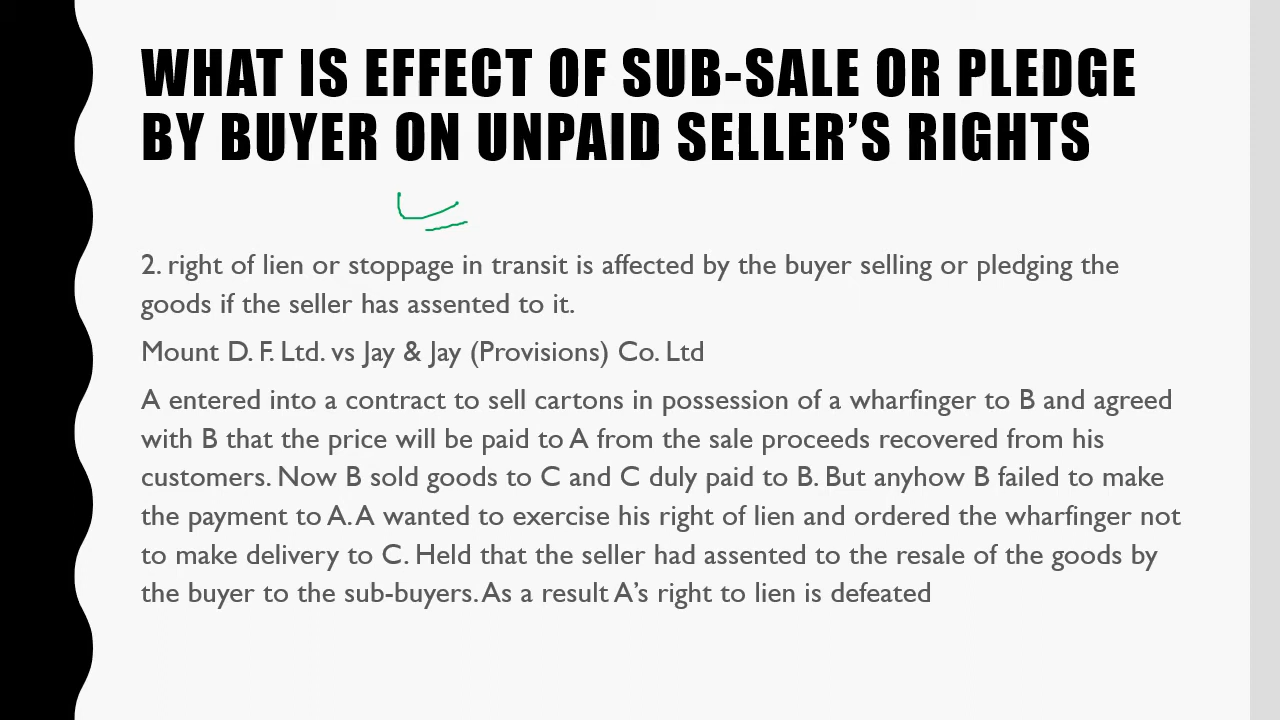 WHAT IS EFFECT OF SUB-SALE OR PLEDGE
BY BUYER ON UNPAID SELLER’S RIGHTS
2. right of lien or stoppage in transit is affected by the buyer selling or pledging the
goods if the seller has assented to it.
Mount D. F. Ltd. vs Jay & Jay (Provisions) Co. Ltd
A entered into a contract to sell cartons in possession of a wharfinger to B and agreed
with B that the price will be paid to A from the sale proceeds recovered from his
customers. Now B sold goods to C and C duly paid to B. But anyhow B failed to make
the payment to A. A wanted to exercise his right of lien and ordered the wharfinger not
to make delivery to C. Held that the seller had assented to the resale of the goods by
the buyer to the sub-buyers. As a result A’s right to lien is defeated